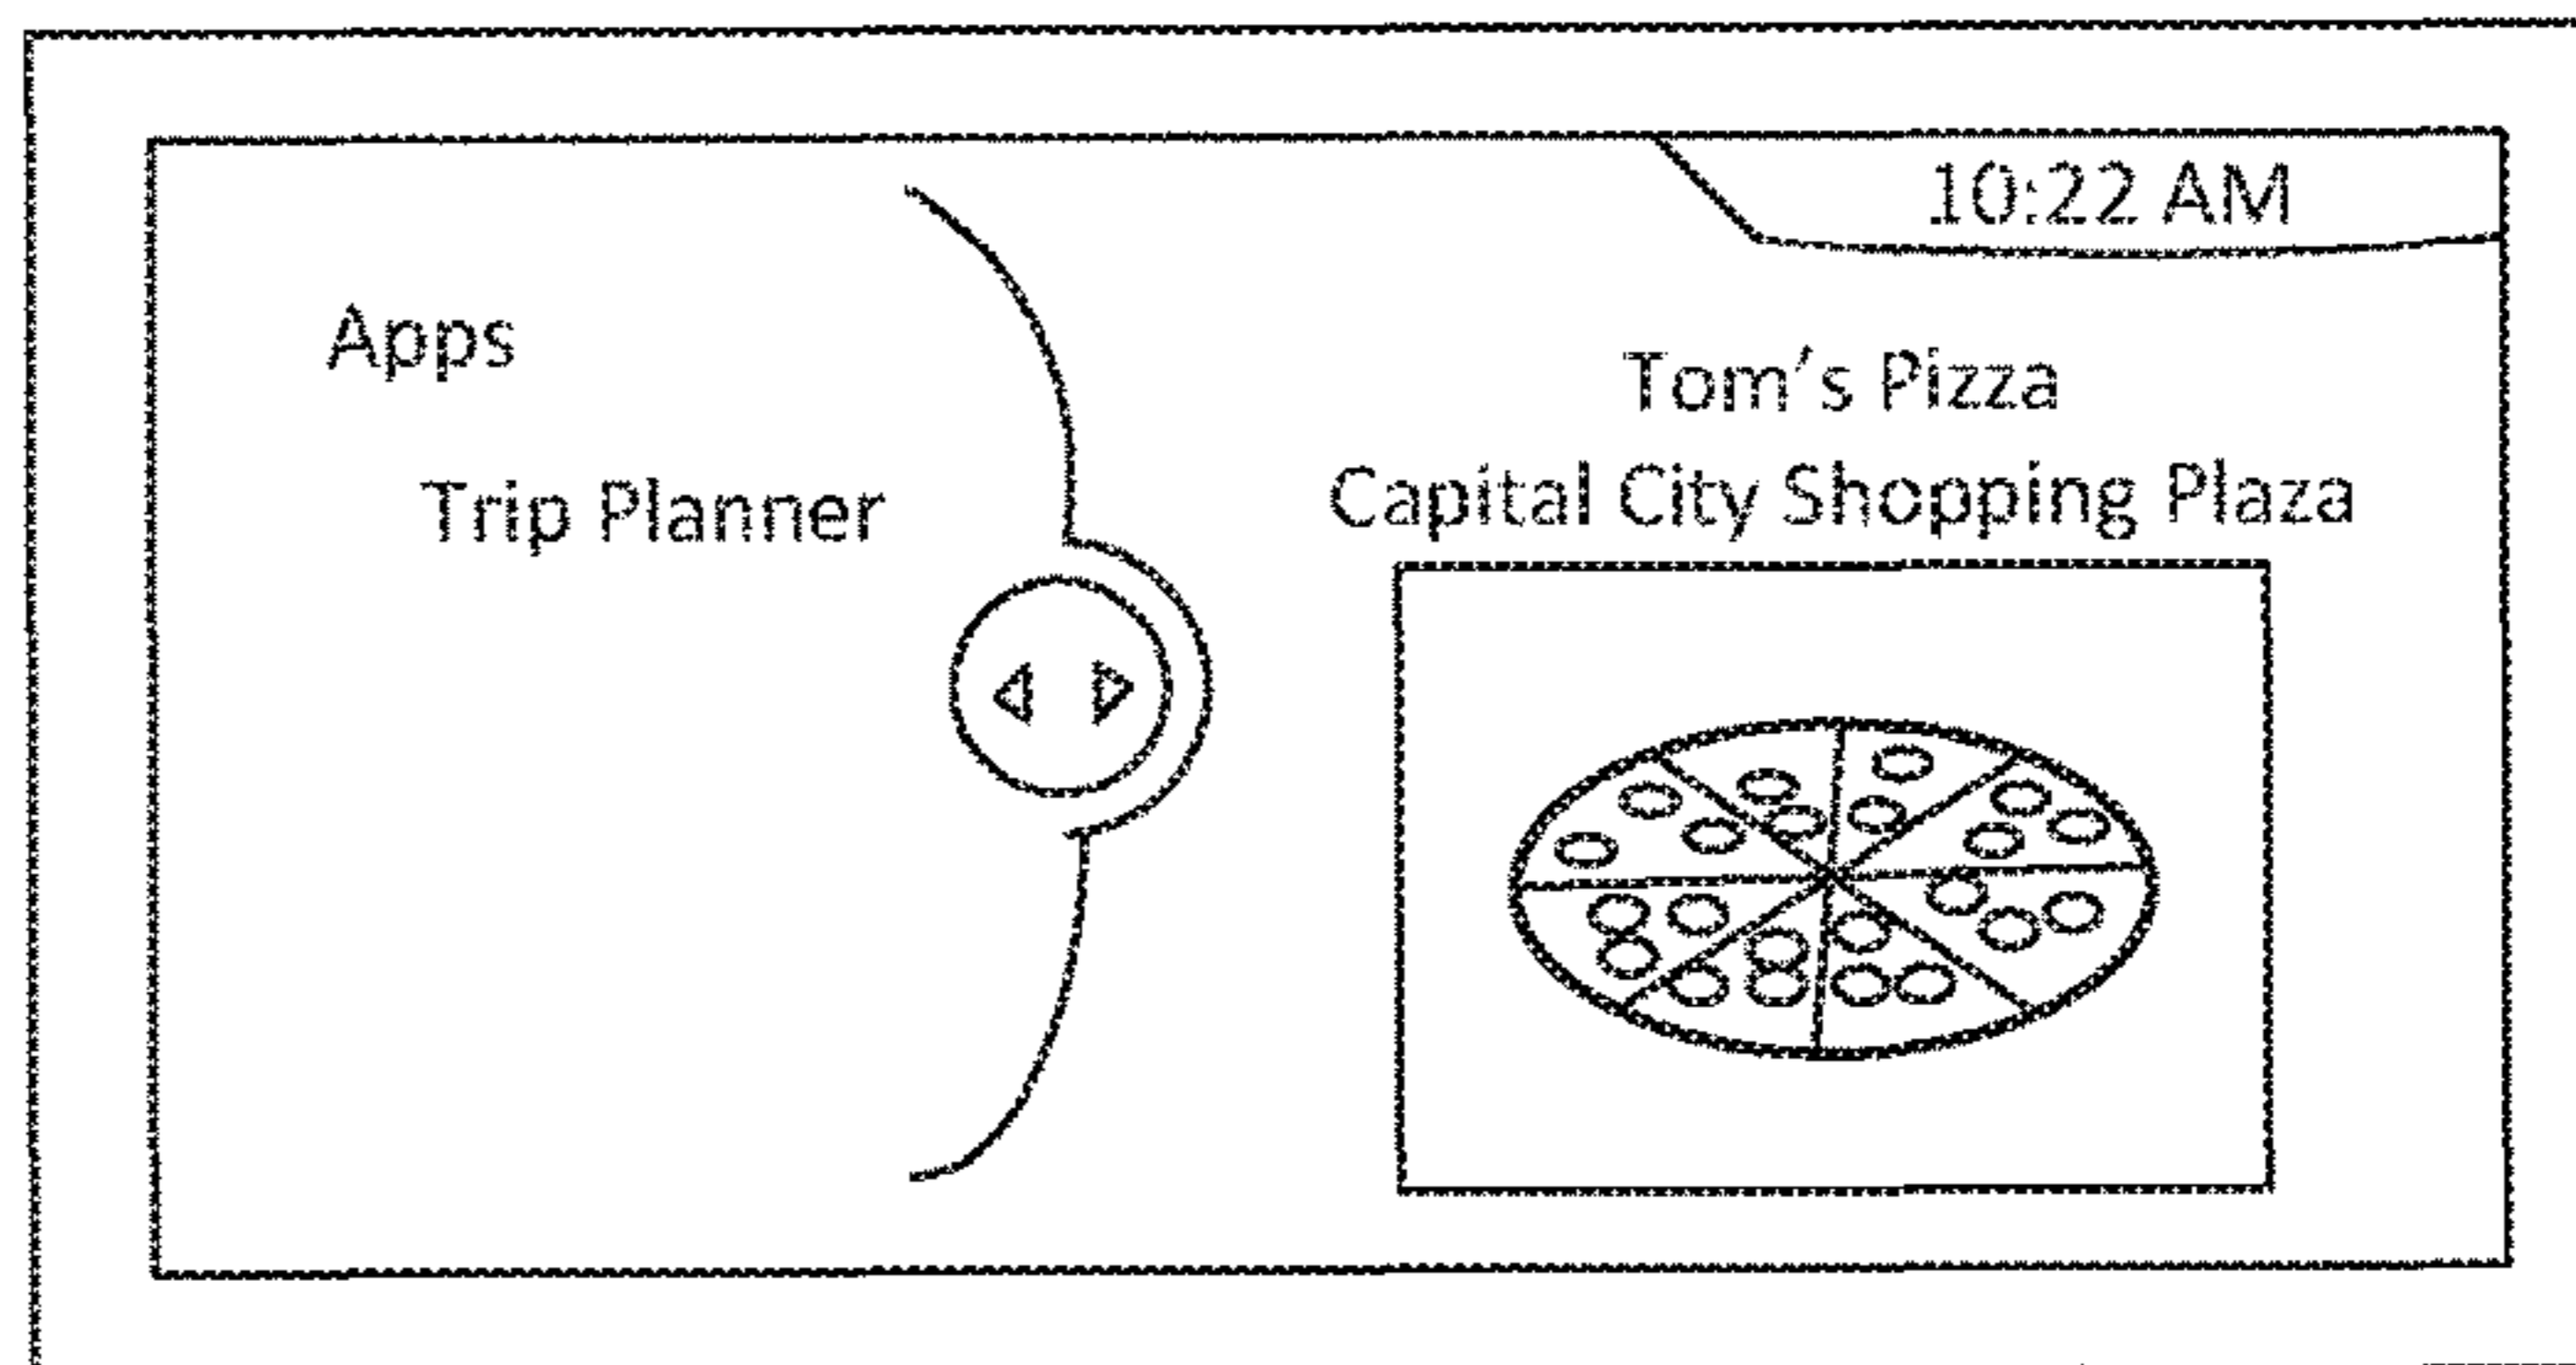 10:22 AM
Apps
Trip Planner
Tom's Pizza
Capital City Shopping Plaza